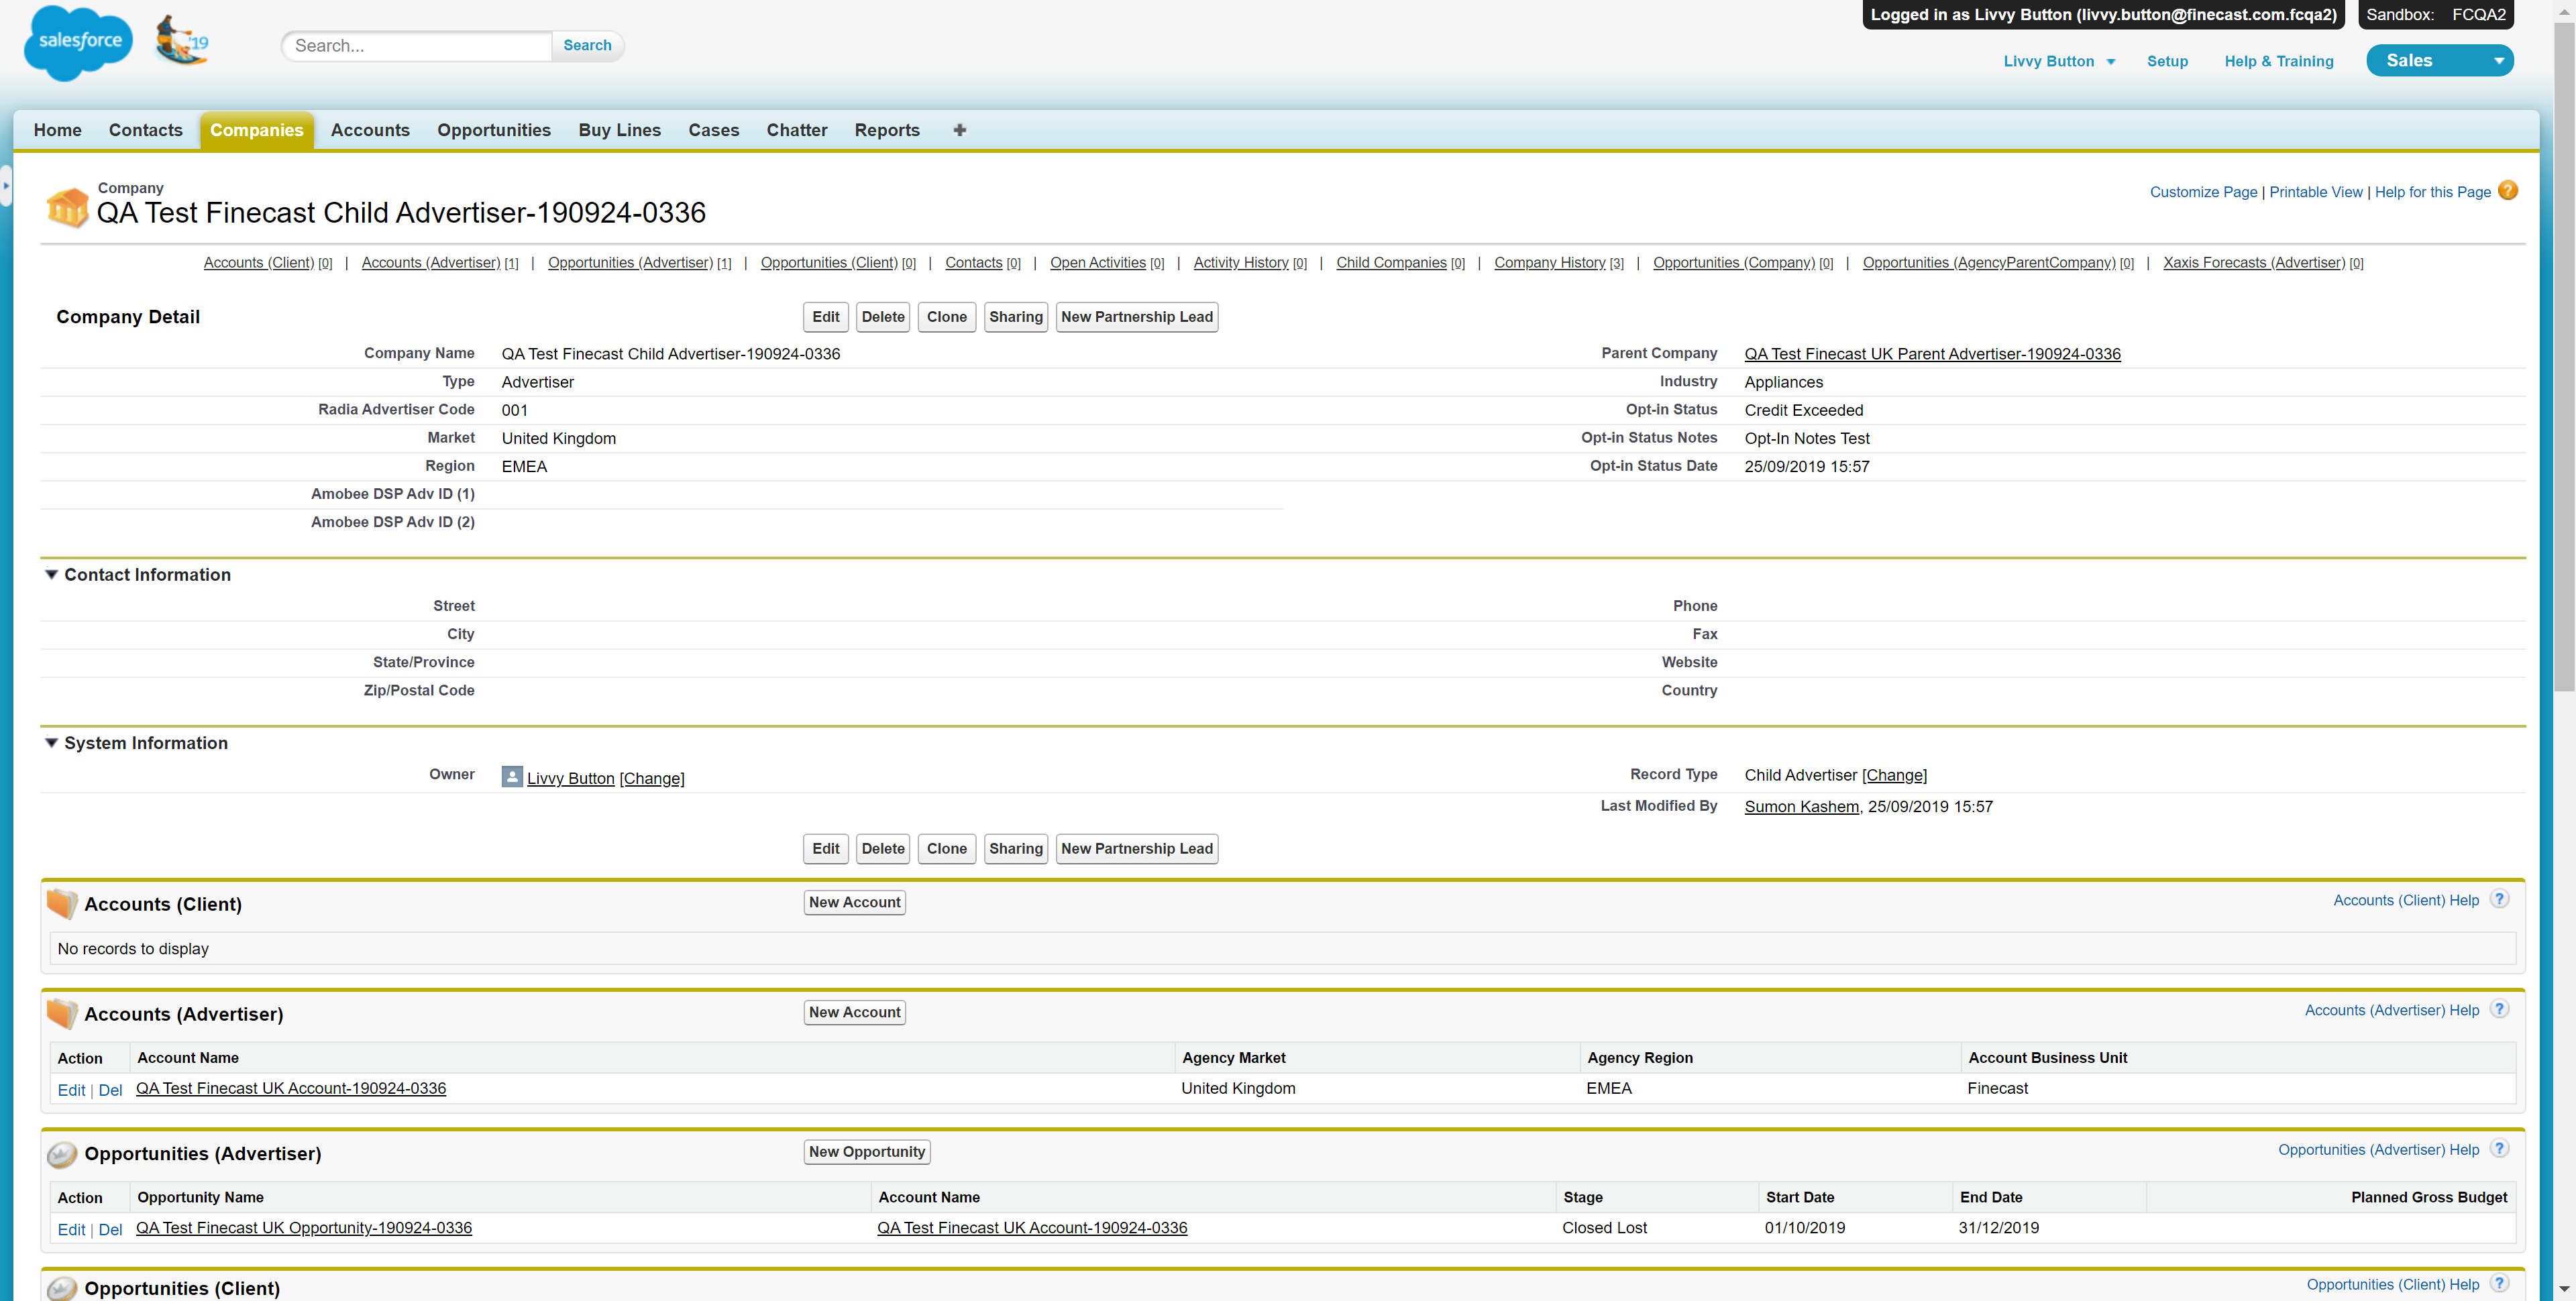 Logged in as Livvy Button (livvy.button@finecast.com.fcqa2) Sandbox: FCQA2
salesforce '19 Search... Search
Livvy Button Setup Help & Training Sales
Home Contacts Companies Accounts Opportunities Buy Lines Cases Chatter Reports +
Company
QA Test Finecast Child Advertiser-190924-0336
Customize Page | Printable View | Help for this Page ?
Accounts (Client) [0] | Accounts (Advertiser) [1] | Opportunities (Advertiser) [1] | Opportunities (Client) [0] | Contacts [0] | Open Activities [0] | Activity History [0] | Child Companies [0] | Company History [3] | Opportunities (Company) [0] | Opportunities (AgencyParentCompany) [0] | Xaxis Forecasts (Advertiser) [0]
Company Detail Edit Delete Clone Sharing New Partnership Lead
Company Name QA Test Finecast Child Advertiser-190924-0336 Parent Company QA Test Finecast UK Parent Advertiser-190924-0336
Type Advertiser Industry Appliances
Radia Advertiser Code 001 Opt-in Status Credit Exceeded
Market United Kingdom Opt-in Status Notes Opt-In Notes Test
Region EMEA Opt-in Status Date 25/09/2019 15:57
Amobee DSP Adv ID (1)
Amobee DSP Adv ID (2)
Contact Information
Street Phone
City Fax
State/Province Website
Zip/Postal Code Country
System Information
Owner Livvy Button [Change] Record Type Child Advertiser [Change]
Last Modified By Sumon Kashem, 25/09/2019 15:57
Edit Delete Clone Sharing New Partnership Lead
Accounts (Client) New Account Accounts (Client) Help ?
No records to display
Accounts (Advertiser) New Account Accounts (Advertiser) Help ?
Action Account Name Agency Market Agency Region Account Business Unit
Edit | Del QA Test Finecast UK Account-190924-0336 United Kingdom EMEA Finecast
Opportunities (Advertiser) New Opportunity Opportunities (Advertiser) Help ?
Action Opportunity Name Account Name Stage Start Date End Date Planned Gross Budget
Edit | Del QA Test Finecast UK Opportunity-190924-0336 QA Test Finecast UK Account-190924-0336 Closed Lost 01/10/2019 31/12/2019
Opportunities (Client) Opportunities (Client) Help ?